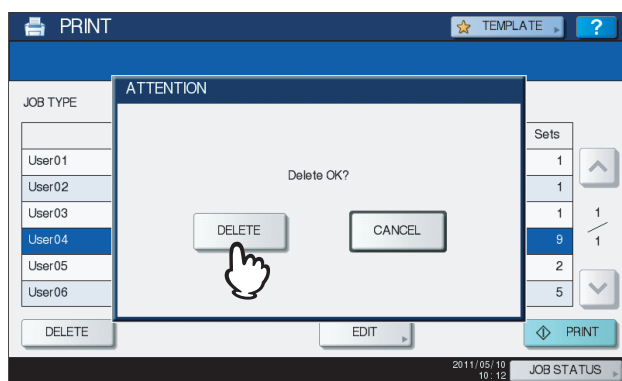 PRINT
TEMPLATE
?
ATTENTION
JOB TYPE
Sets
User01 1
User02 1
User03 1
User04 9
User05 2
User06 5
1
1
Delete OK?
DELETE CANCEL
DELETE EDIT PRINT
2011/05/10
10:12
JOB STATUS